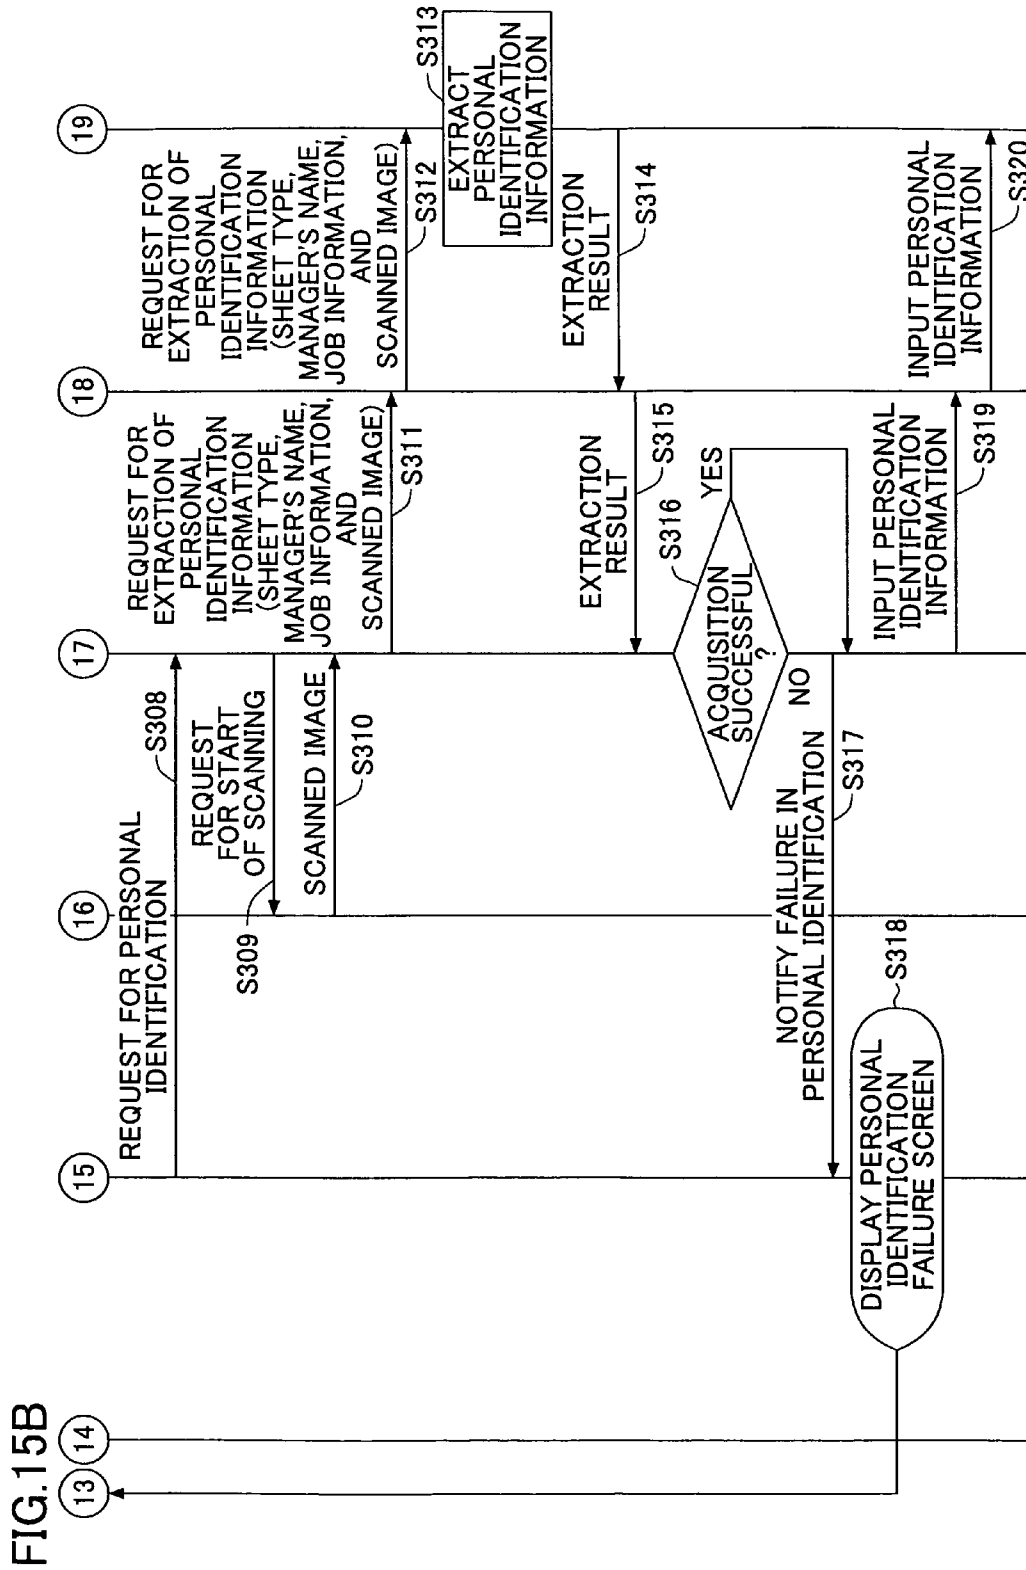 FIG.15B
13
14
15
16
17
18
19
REQUEST FOR PERSONAL
IDENTIFICATION
S308
REQUEST
FOR START
OF SCANNING
S309
SCANNED IMAGE
S310
REQUEST FOR
EXTRACTION OF
PERSONAL
IDENTIFICATION
INFORMATION
(SHEET TYPE,
MANAGER'S NAME,
JOB INFORMATION,
AND
SCANNED IMAGE)
S311
REQUEST FOR
EXTRACTION OF
PERSONAL
IDENTIFICATION
INFORMATION
(SHEET TYPE,
MANAGER'S NAME,
JOB INFORMATION,
AND
SCANNED IMAGE)
S312
S313
EXTRACT
PERSONAL
IDENTIFICATION
INFORMATION
EXTRACTION
RESULT
S314
EXTRACTION
RESULT
S315
S316
ACQUISITION
SUCCESSFUL
?
YES
NO
NOTIFY FAILURE IN
PERSONAL IDENTIFICATION
S317
S318
DISPLAY PERSONAL
IDENTIFICATION
FAILURE SCREEN
INPUT PERSONAL
IDENTIFICATION
INFORMATION
S319
INPUT PERSONAL
IDENTIFICATION
INFORMATION
S320